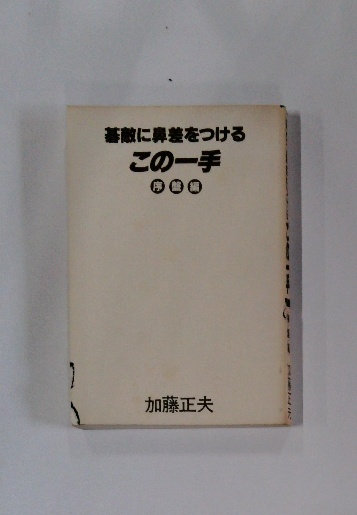 碁敵に鼻差をつける
この一手
序盤編
加藤正夫